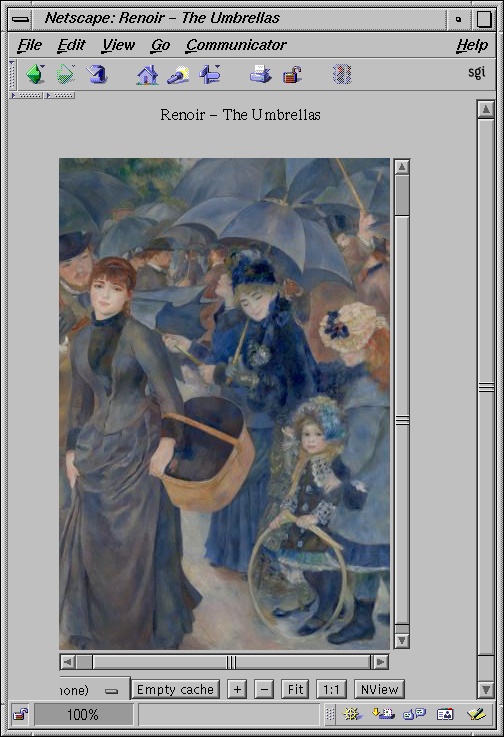 Netscape: Renoir – The Umbrellas
File Edit View Go Communicator Help
sgi
Renoir – The Umbrellas
none) Empty cache + − Fit 1:1 NView
100%